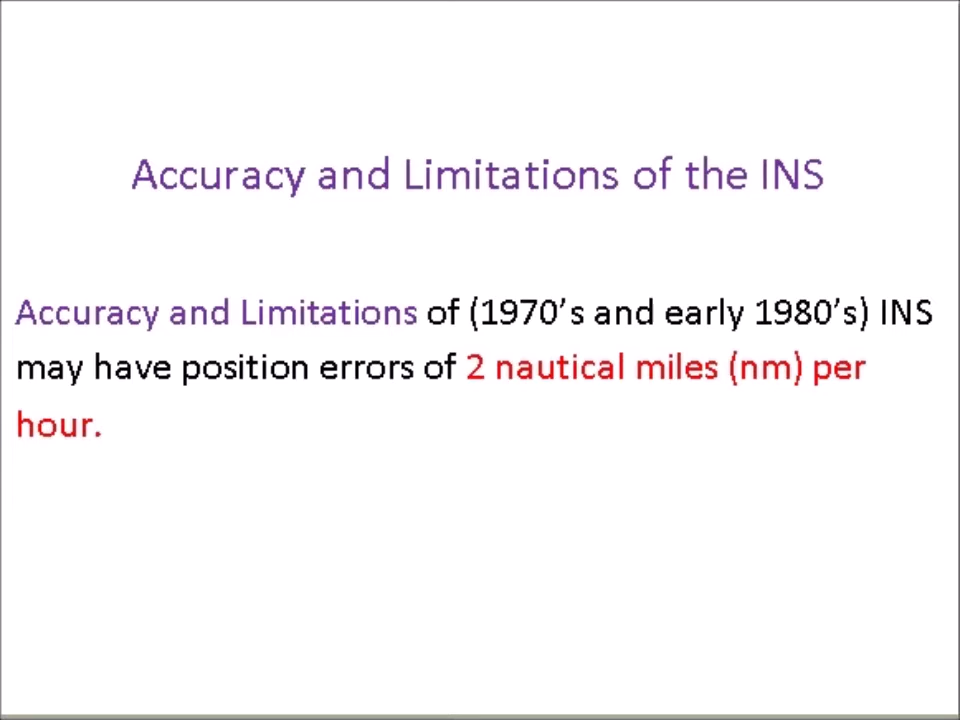 Accuracy and Limitations of the INS
Accuracy and Limitations of (1970’s and early 1980’s) INS
may have position errors of 2 nautical miles (nm) per
hour.